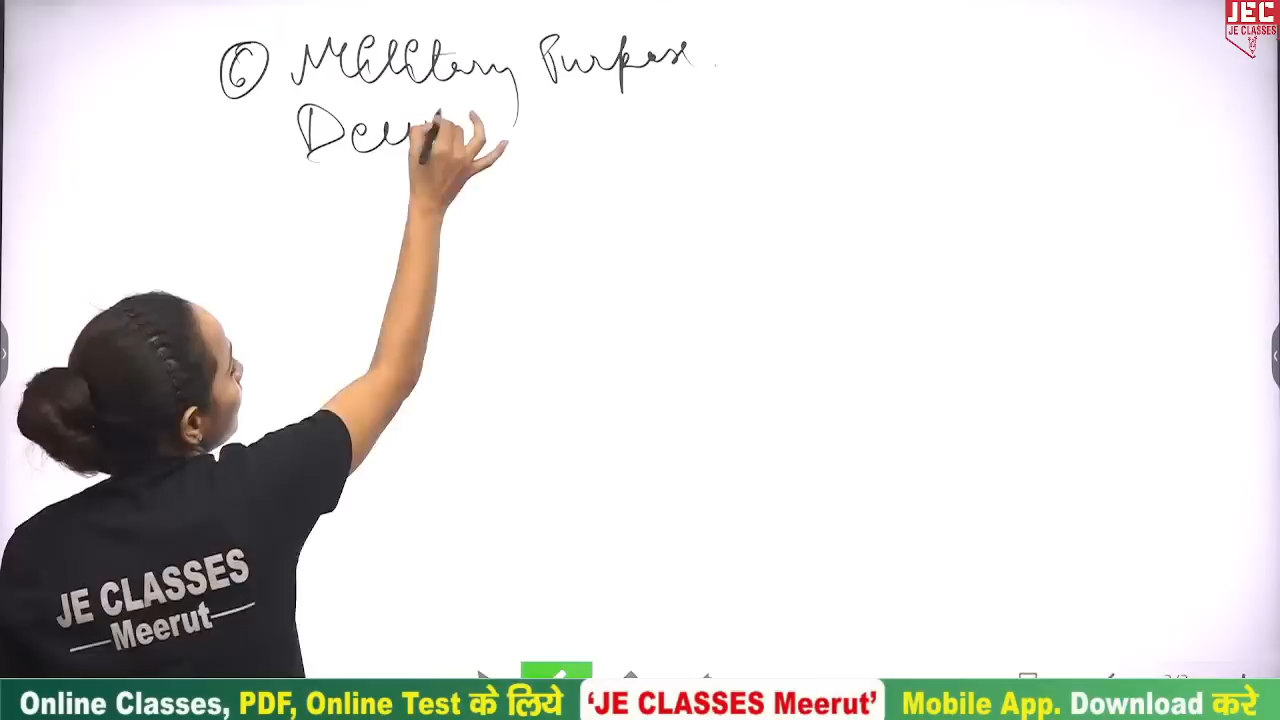 ⑥ Military Purpose
JEC
JE CLASSES
JE CLASSES
Meerut
Online Classes, PDF, Online Test के लिये 'JE CLASSES Meerut' Mobile App. Download करे